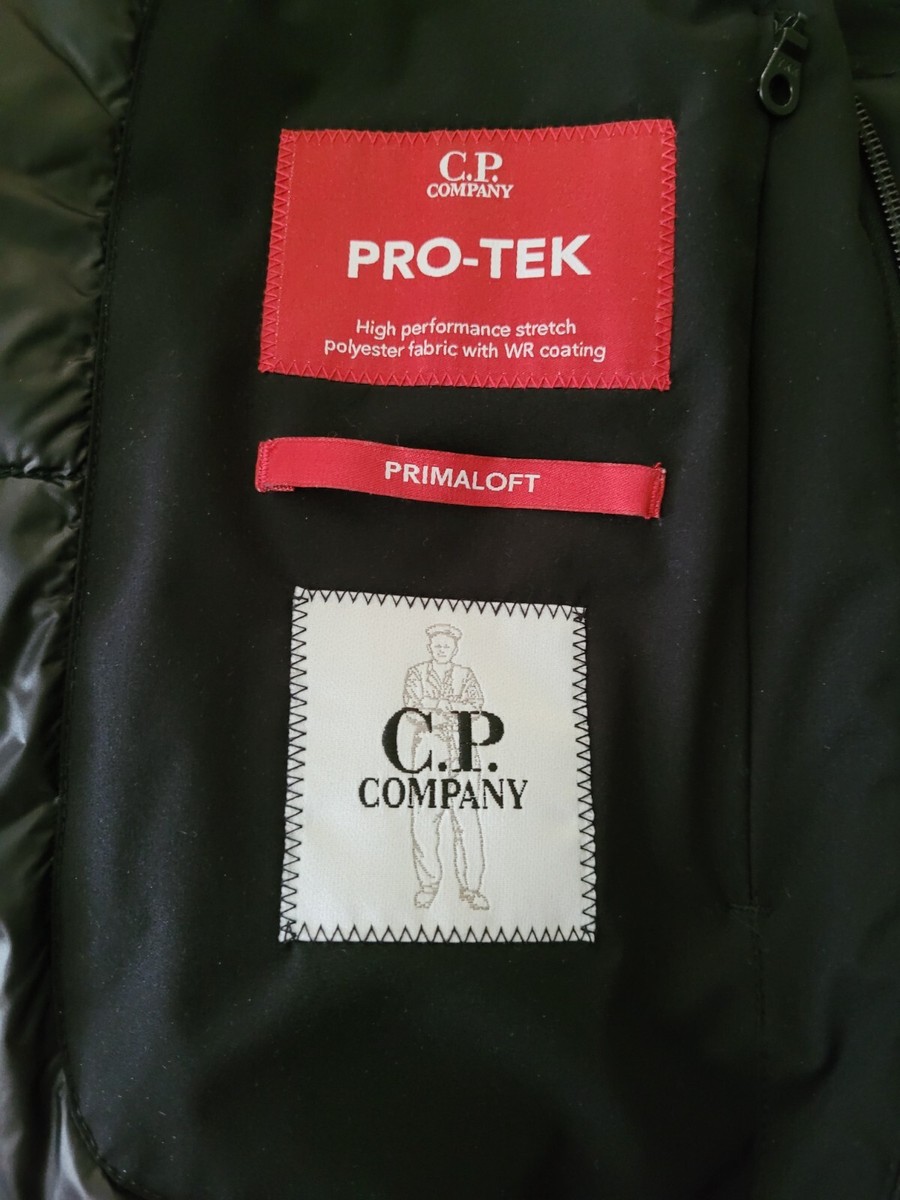 C.P.
COMPANY
PRO-TEK
High performance stretch
polyester fabric with WR coating
PRIMALOFT
C.P.
COMPANY